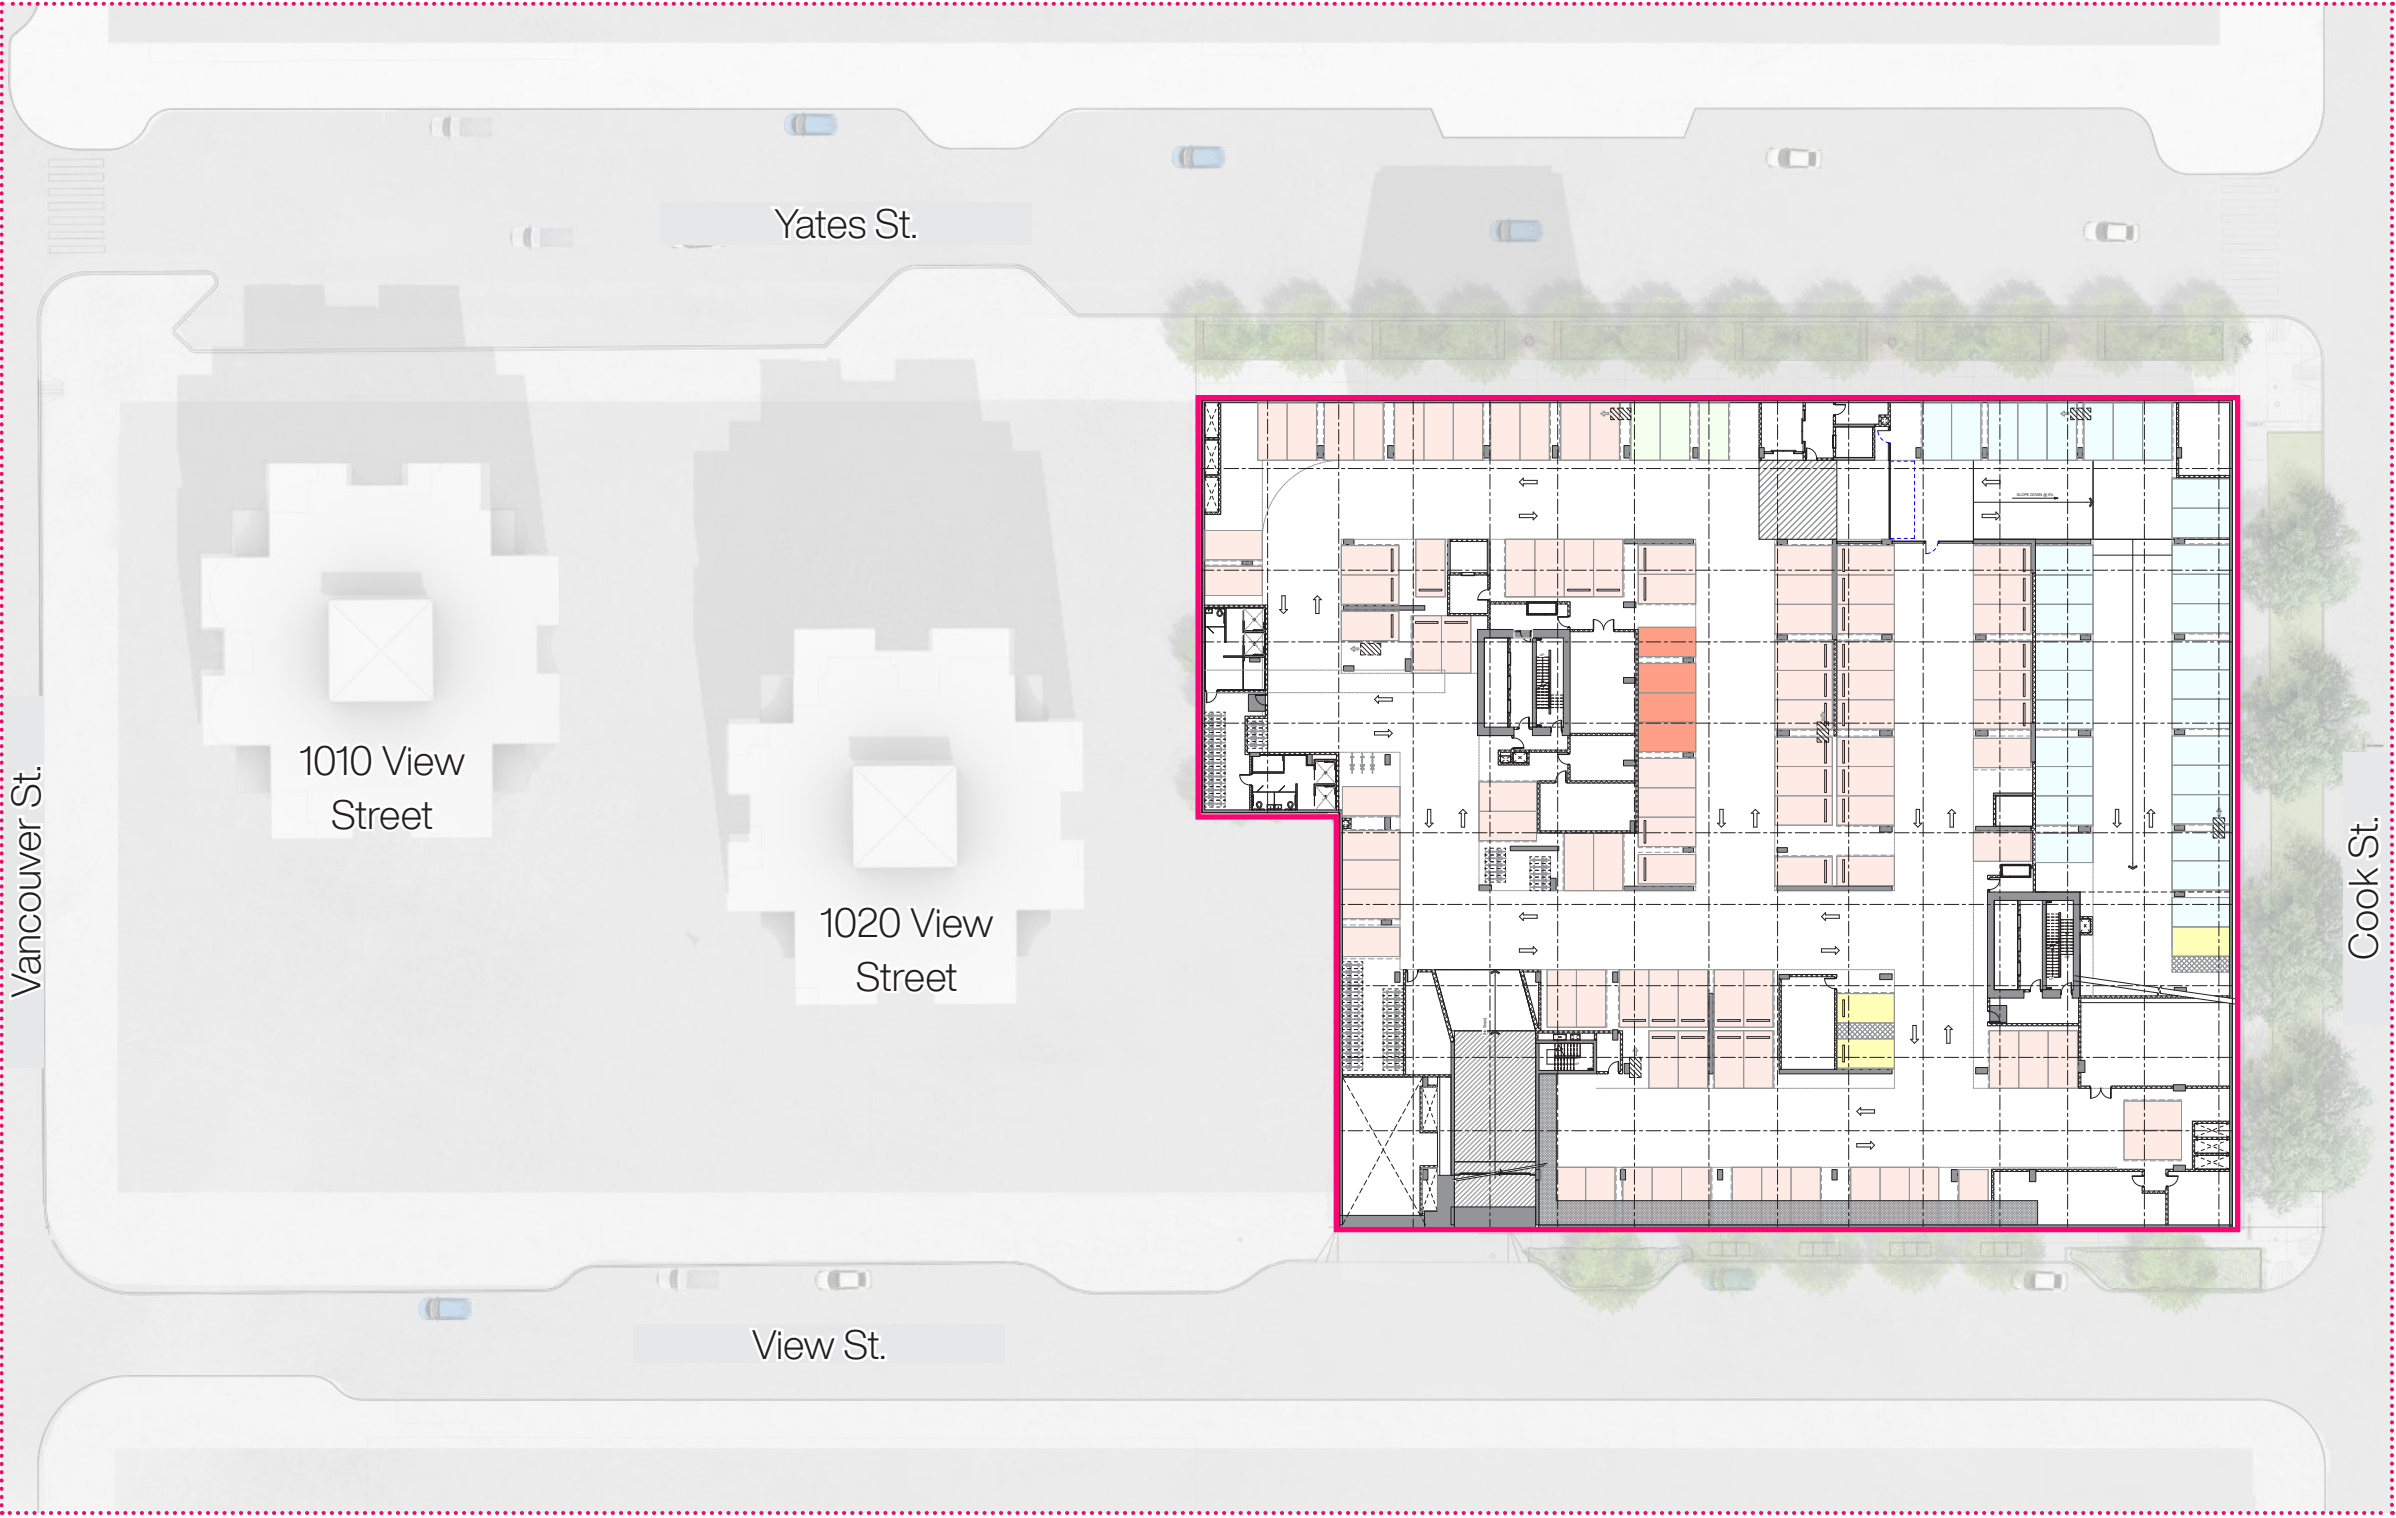 Yates St.
1010 View
Street
1020 View
Street
Vancouver St.
Cook St.
View St.